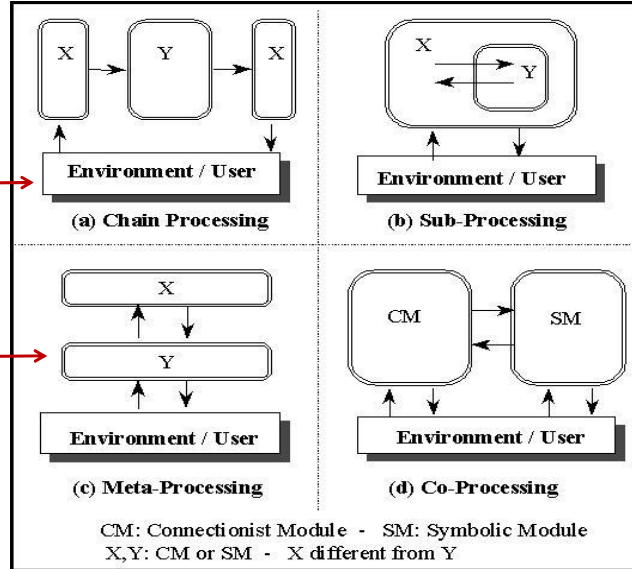 X
Y
X
Environment / User
(a) Chain Processing
X
Y
Environment / User
(b) Sub-Processing
X
Y
Environment / User
(c) Meta-Processing
CM
SM
Environment / User
(d) Co-Processing
CM: Connectionist Module - SM: Symbolic Module
X,Y: CM or SM - X different from Y